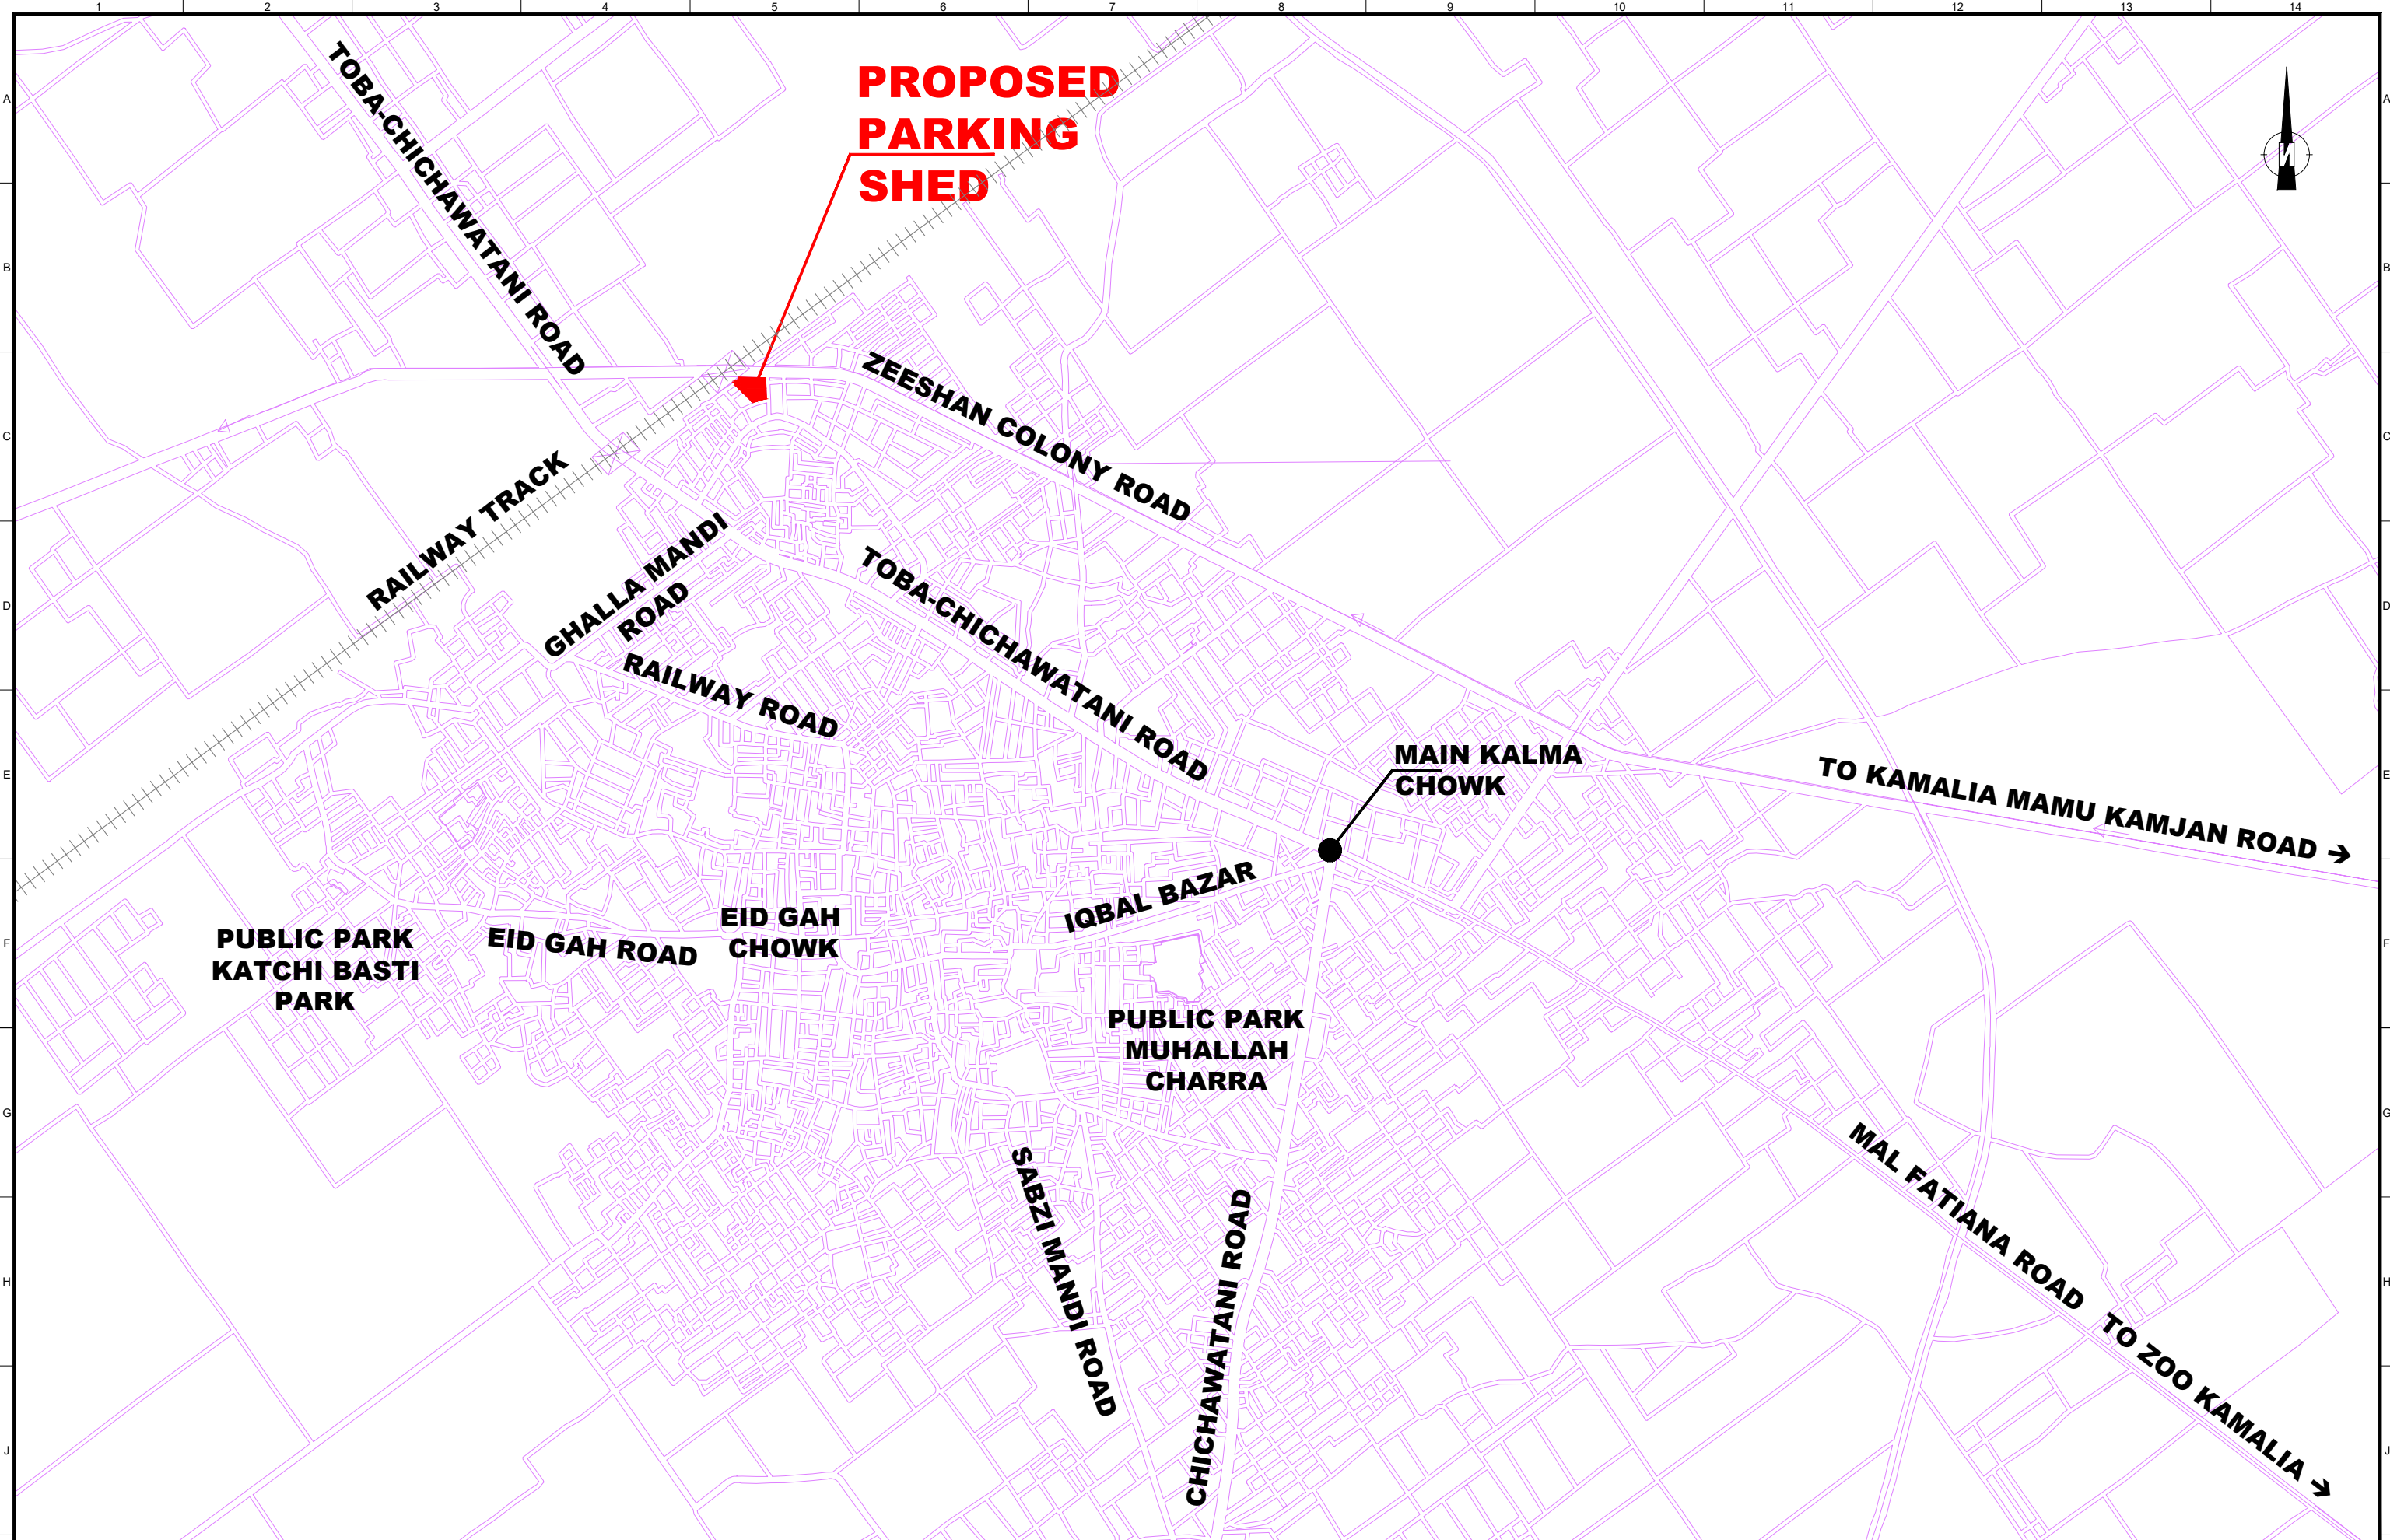 1 2 3 4 5 6 7 8 9 10 11 12 13 14
A
B
C
D
E
F
G
H
J
A
B
C
D
E
F
G
H
J
N
TOBA-CHICHAWATANI ROAD
PROPOSED
PARKING
SHED
ZEESHAN COLONY ROAD
RAILWAY TRACK
GHALLA MANDI
ROAD
TOBA-CHICHAWATANI ROAD
RAILWAY ROAD
MAIN KALMA
CHOWK
TO KAMALIA MAMU KAMJAN ROAD →
IQBAL BAZAR
EID GAH
CHOWK
EID GAH ROAD
PUBLIC PARK
KATCHI BASTI
PARK
PUBLIC PARK
MUHALLAH
CHARRA
SABZI MANDI ROAD
CHICHAWATANI ROAD
MAL FATIANA ROAD
TO ZOO KAMALIA →